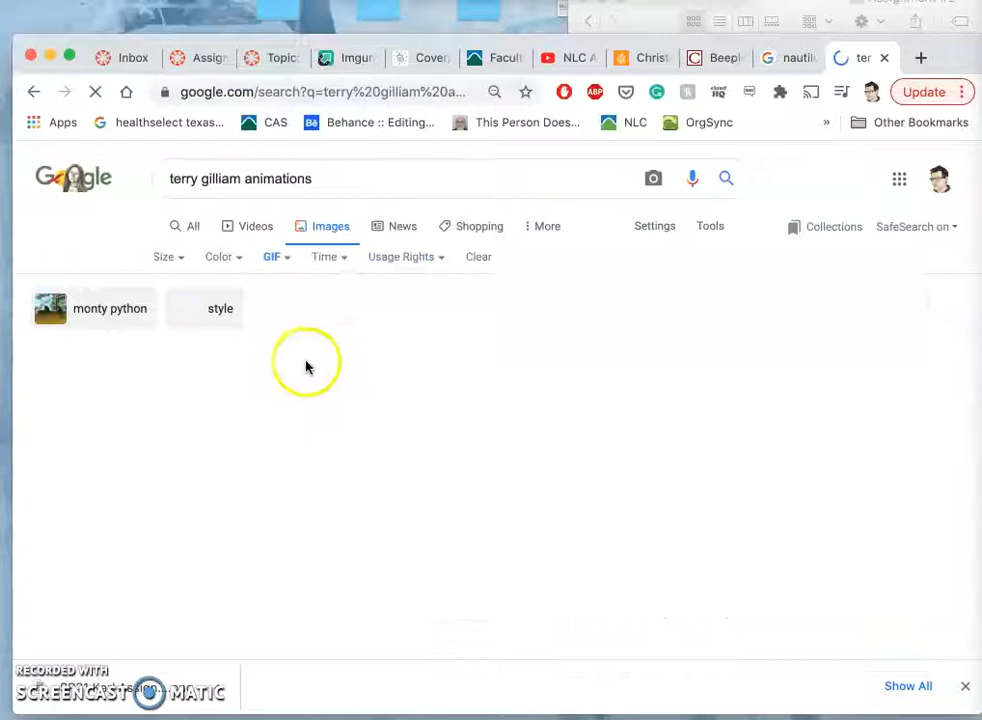 Inbox
Assign
Topic:
Imgur
Cover
Facult
NLC A
Christ
Beepl
nautil
ter
google.com/search?q=terry%20gilliam%20a...
Update
Apps
healthselect texas...
CAS
Behance :: Editing...
This Person Does...
NLC
OrgSync
Other Bookmarks
terry gilliam animations
All
Videos
Images
News
Shopping
More
Settings
Tools
Collections
SafeSearch on
Size
Color
GIF
Time
Usage Rights
Clear
monty python
style
RECORDED WITH
SCREENCAST MATIC
Show All